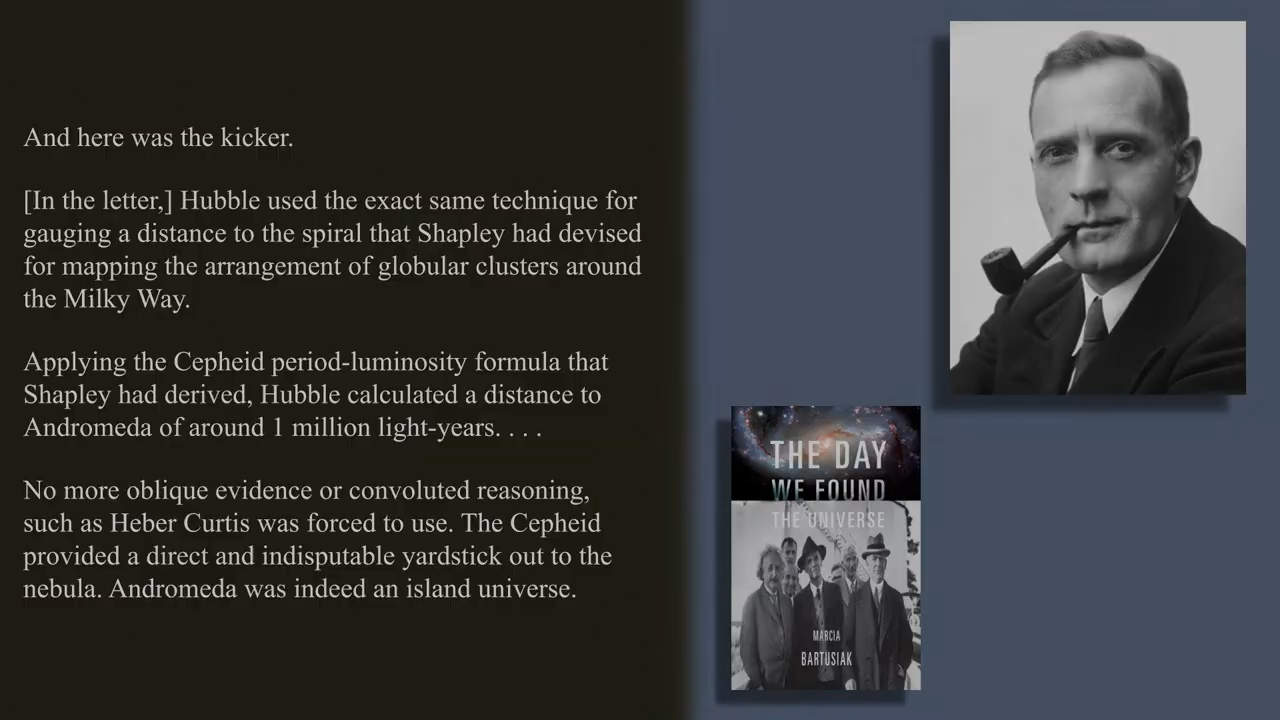 And here was the kicker.
[In the letter,] Hubble used the exact same technique for
gauging a distance to the spiral that Shapley had devised
for mapping the arrangement of globular clusters around
the Milky Way.
Applying the Cepheid period-luminosity formula that
Shapley had derived, Hubble calculated a distance to
Andromeda of around 1 million light-years. . . .
No more oblique evidence or convoluted reasoning,
such as Heber Curtis was forced to use. The Cepheid
provided a direct and indisputable yardstick out to the
nebula. Andromeda was indeed an island universe.
THE DAY
WE FOUND
THE UNIVERSE
MARCIA
BARTUSIAK